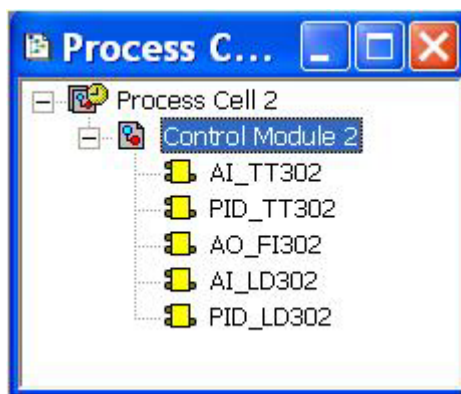 Process C...
Process Cell 2
Control Module 2
AI_TT302
PID_TT302
AO_FI302
AI_LD302
PID_LD302